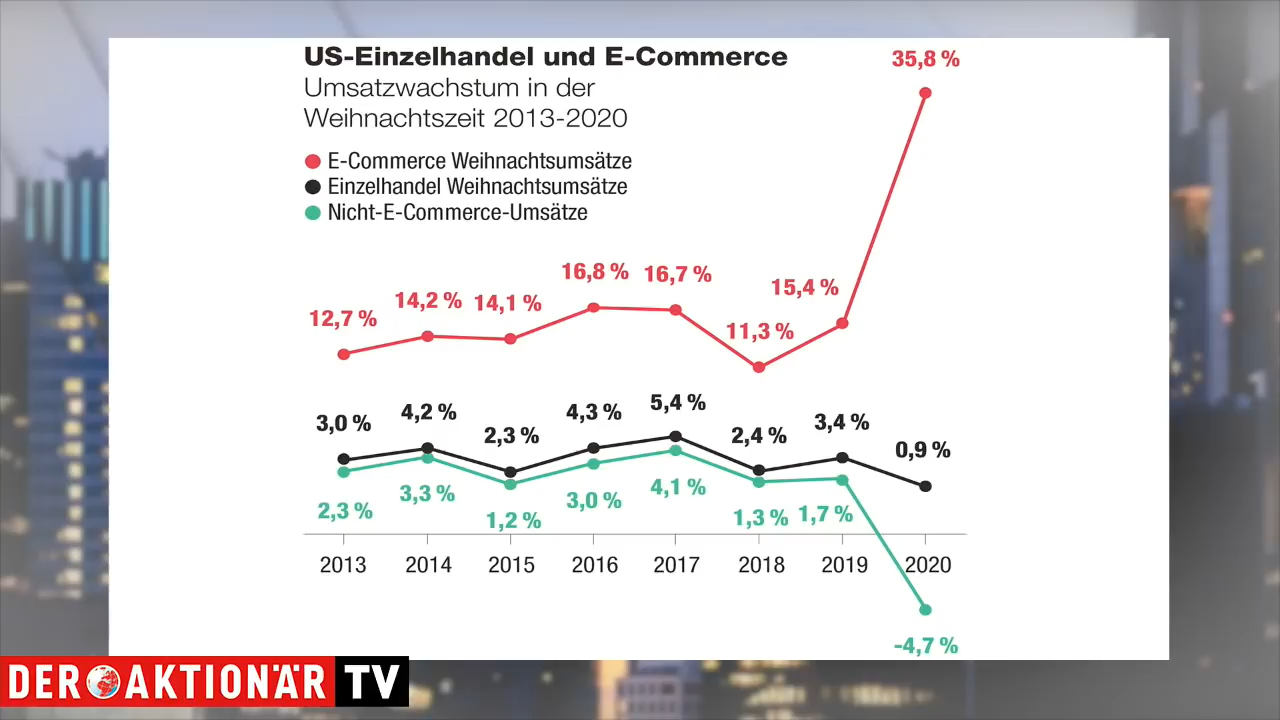 US-Einzelhandel und E-Commerce
Umsatzwachstum in der
Weihnachtszeit 2013-2020
E-Commerce Weihnachtsumsätze
Einzelhandel Weihnachtsumsätze
Nicht-E-Commerce-Umsätze
12,7 % 14,2 % 14,1 % 16,8 % 16,7 % 11,3 % 15,4 % 35,8 %
3,0 % 4,2 % 2,3 % 4,3 % 5,4 % 2,4 % 3,4 % 0,9 %
2,3 % 3,3 % 1,2 % 3,0 % 4,1 % 1,3 % 1,7 % -4,7 %
2013 2014 2015 2016 2017 2018 2019 2020
DER AKTIONÄR TV